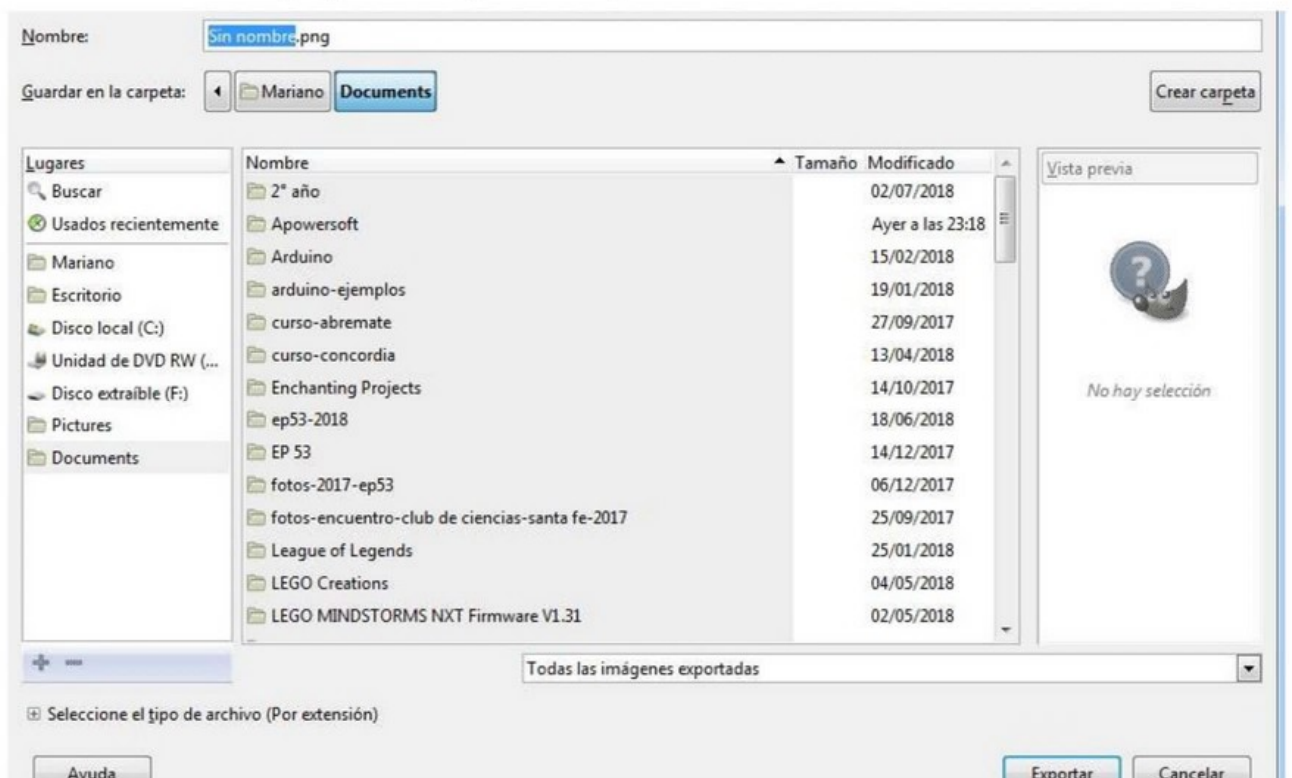 Nombre: Sin nombre.png
Guardar en la carpeta: Mariano Documents Crear carpeta
Lugares
Buscar
Usados recientemente
Mariano
Escritorio
Disco local (C:)
Unidad de DVD RW (...
Disco extraíble (F:)
Pictures
Documents
Nombre Tamaño Modificado
2° año 02/07/2018
Apowersoft Ayer a las 23:18
Arduino 15/02/2018
arduino-ejemplos 19/01/2018
curso-abremate 27/09/2017
curso-concordia 13/04/2018
Enchanting Projects 14/10/2017
ep53-2018 18/06/2018
EP 53 14/12/2017
fotos-2017-ep53 06/12/2017
fotos-encuentro-club de ciencias-santa fe-2017 25/09/2017
League of Legends 25/01/2018
LEGO Creations 04/05/2018
LEGO MINDSTORMS NXT Firmware V1.31 02/05/2018
Vista previa
No hay selección
Todas las imágenes exportadas
Seleccione el tipo de archivo (Por extensión)
Ayuda Exportar Cancelar